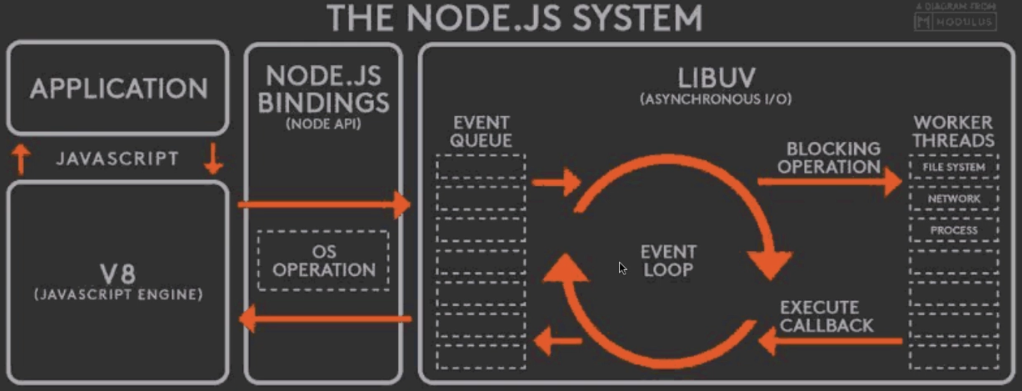 THE NODE.JS SYSTEM
A DIAGRAM FROM
MODULUS
APPLICATION
JAVASCRIPT
V8
(JAVASCRIPT ENGINE)
NODE.JS
BINDINGS
(NODE API)
OS
OPERATION
LIBUV
(ASYNCHRONOUS I/O)
EVENT
QUEUE
EVENT
LOOP
BLOCKING
OPERATION
EXECUTE
CALLBACK
WORKER
THREADS
FILE SYSTEM
NETWORK
PROCESS